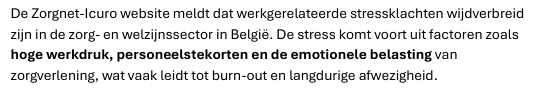 De Zorgnet-Icuro website meldt dat werkgerelateerde stressklachten wijdverbreid
zijn in de zorg- en welzijnssector in België. De stress komt voort uit factoren zoals
hoge werkdruk, personeelstekorten en de emotionele belasting van
zorgverlening, wat vaak leidt tot burn-out en langdurige afwezigheid.